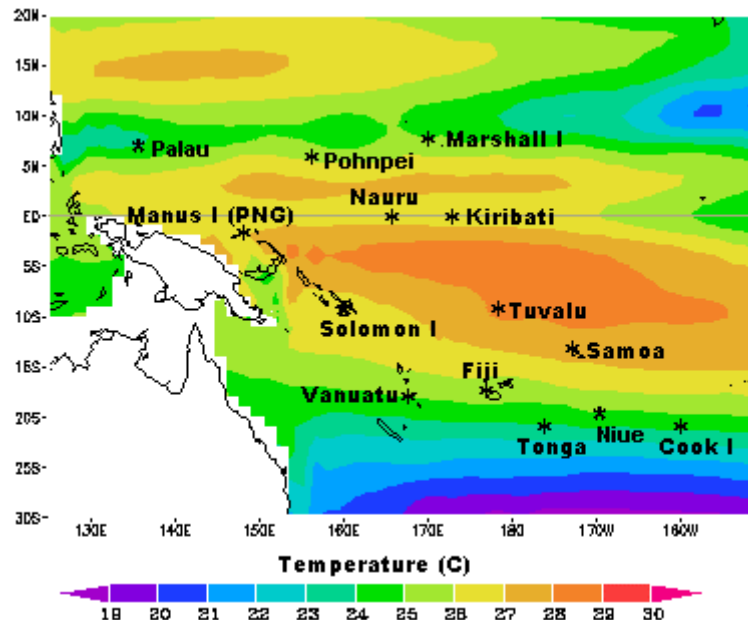 20N
15N
10N
Marshall I
Palau
Pohnpei
5N
Nauru
Manus I (PNG)
EQ
Kiribati
5S
Tuvalu
10S
Solomon I
Samoa
15S
Fiji
Vanuatu
20S
Tonga Niue Cook I
25S
30S
130E 140E 150E 160E 170E 180 170W 160W
Temperature (C)
19 20 21 22 23 24 25 26 27 28 29 30